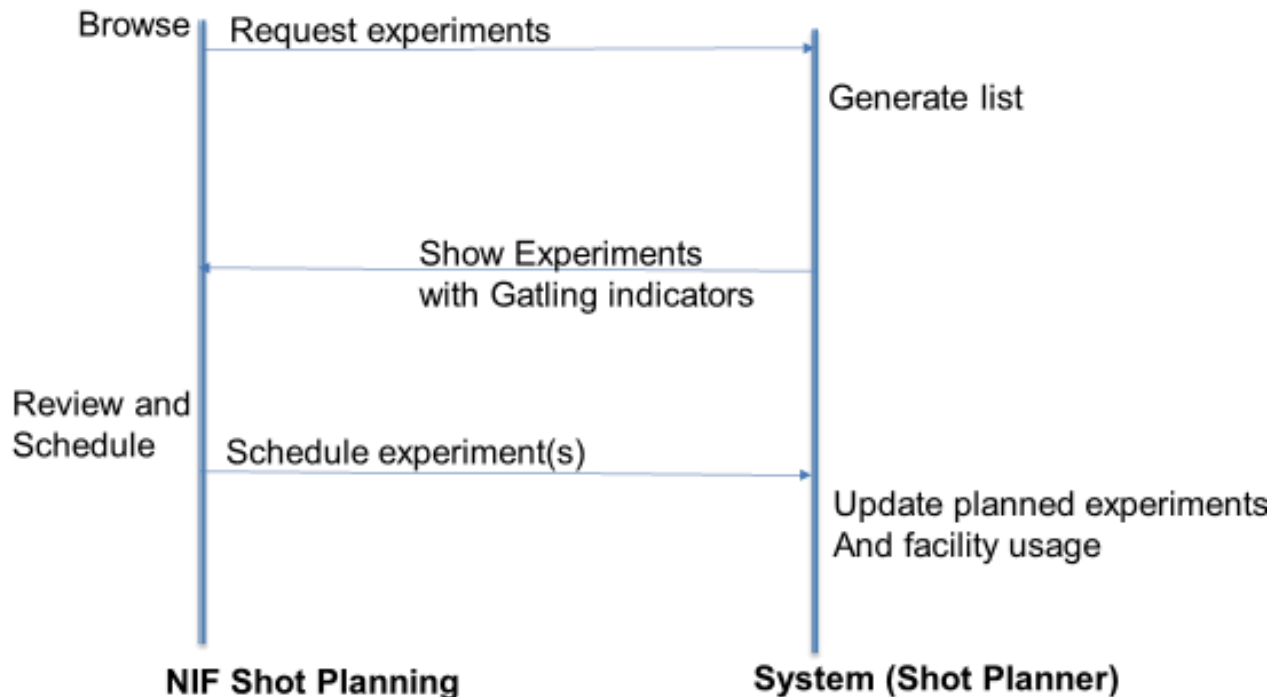 Browse
Request experiments
Generate list
Show Experiments
with Gatling indicators
Review and
Schedule
Schedule experiment(s)
Update planned experiments
And facility usage
NIF Shot Planning
System (Shot Planner)